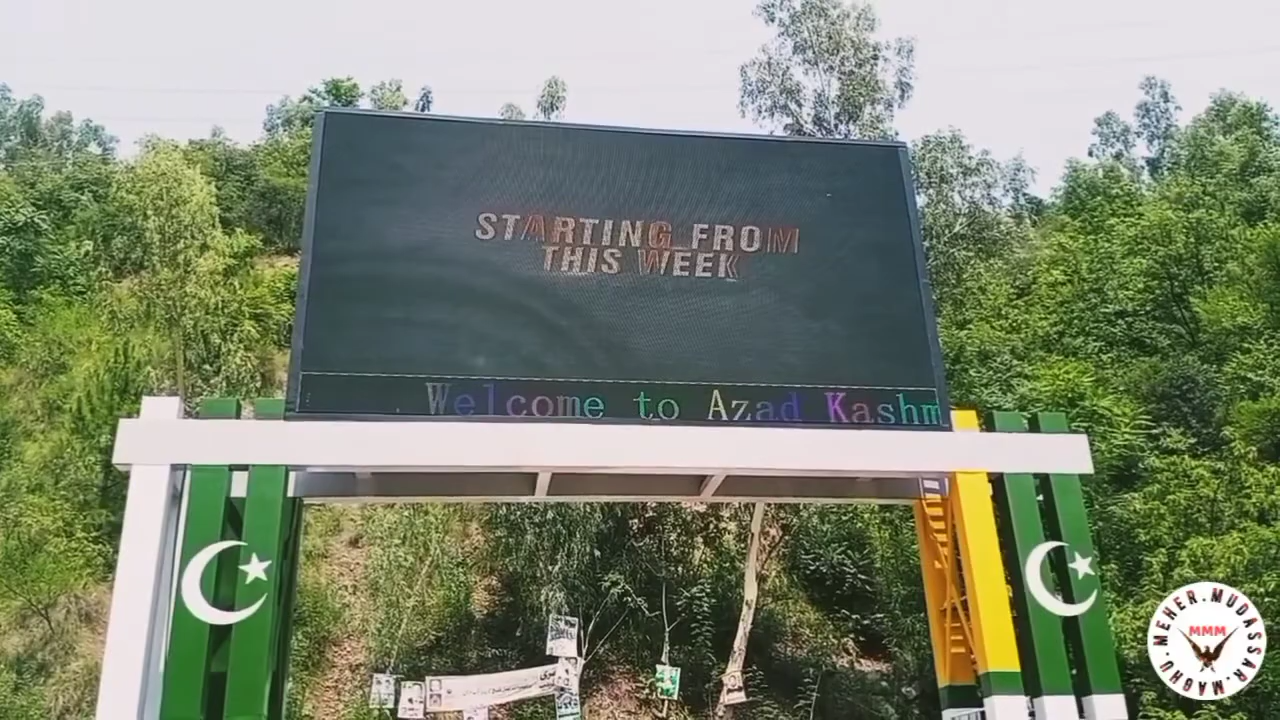 STARTING FROM
THIS WEEK
Welcome to Azad Kashm
MEHER.MUDASSAR.MAGHU.
MMM